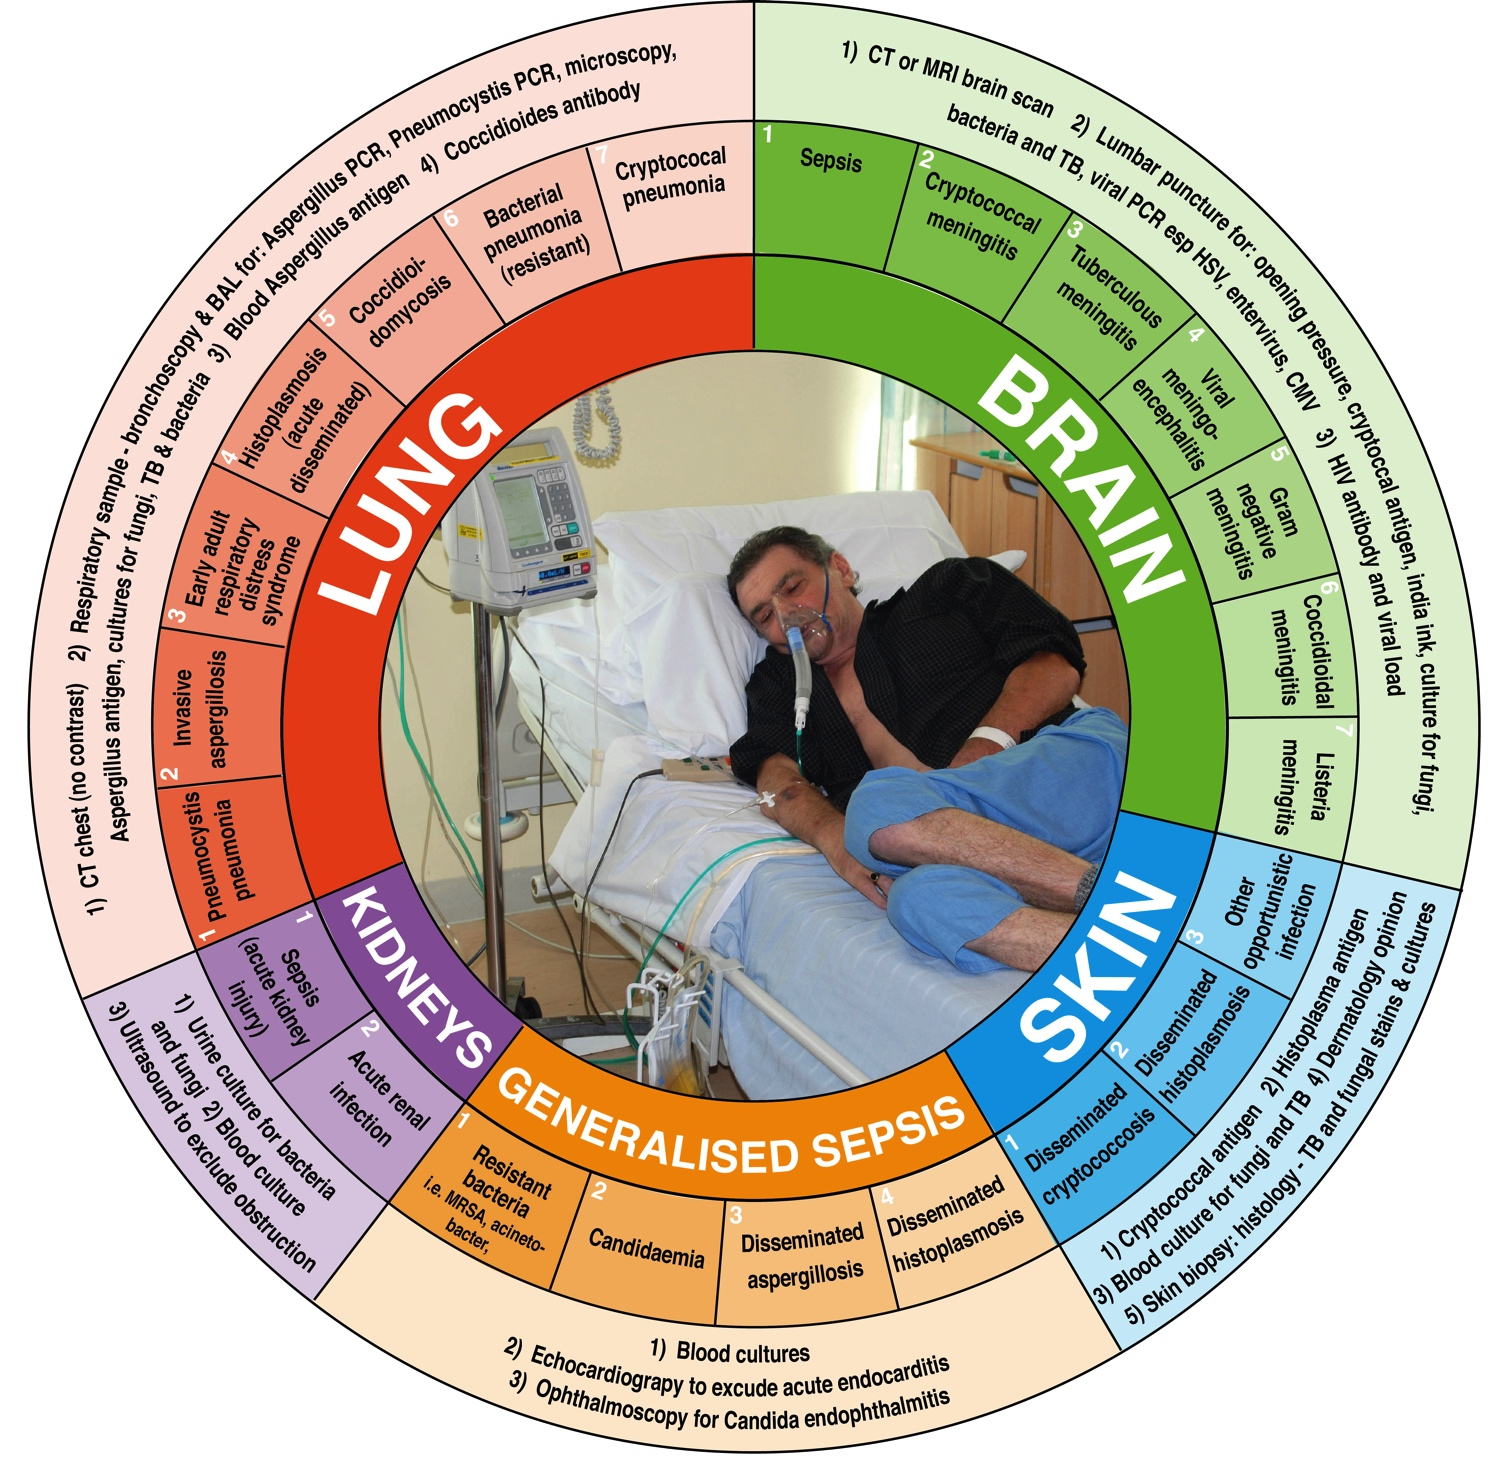 BRAIN
1) CT or MRI brain scan 2) Lumbar puncture for: opening pressure, cryptoccal antigen, india ink, culture for fungi,
bacteria and TB, viral PCR esp HSV, entervirus, CMV 3) HIV antibody and viral load
1
Sepsis
2
Cryptococcal
meningitis
3
Tuberculous
meningitis
4
Viral
meningo-
encephalitis
5
Gram
negative
meningitis
6
Coccidioidal
meningitis
7
Listeria
meningitis
SKIN
3
Other
opportunistic
infection
2
Disseminated
histoplasmosis
1
Disseminated
cryptococcosis
1) Cryptococcal antigen 2) Histoplasma antigen
3) Blood culture for fungi and TB 4) Dermatology opinion
5) Skin biopsy: histology - TB and fungal stains & cultures
GENERALISED SEPSIS
1
Resistant
bacteria
i.e. MRSA, acineto-
bacter,
2
Candidaemia
3
Disseminated
aspergillosis
4
Disseminated
histoplasmosis
1) Blood cultures
2) Echocardiograpy to excude acute endocarditis
3) Ophthalmoscopy for Candida endophthalmitis
KIDNEYS
1
Sepsis
(acute kidney
injury)
2
Acute renal
infection
1) Urine culture for bacteria
and fungi 2) Blood culture
3) Ultrasound to exclude obstruction
LUNG
1
Pneumocystis
pneumonia
2
Invasive
aspergillosis
3
Early adult
respiratory
distress
syndrome
4
Histoplasmosis
(acute
disseminated)
5
Coccidioi-
domycosis
6
Bacterial
pneumonia
(resistant)
7
Cryptococal
pneumonia
1) CT chest (no contrast) 2) Respiratory sample - bronchoscopy & BAL for: Aspergillus PCR, Pneumocystis PCR, microscopy,
Aspergillus antigen, cultures for fungi, TB & bacteria 3) Blood Aspergillus antigen 4) Coccidioides antibody